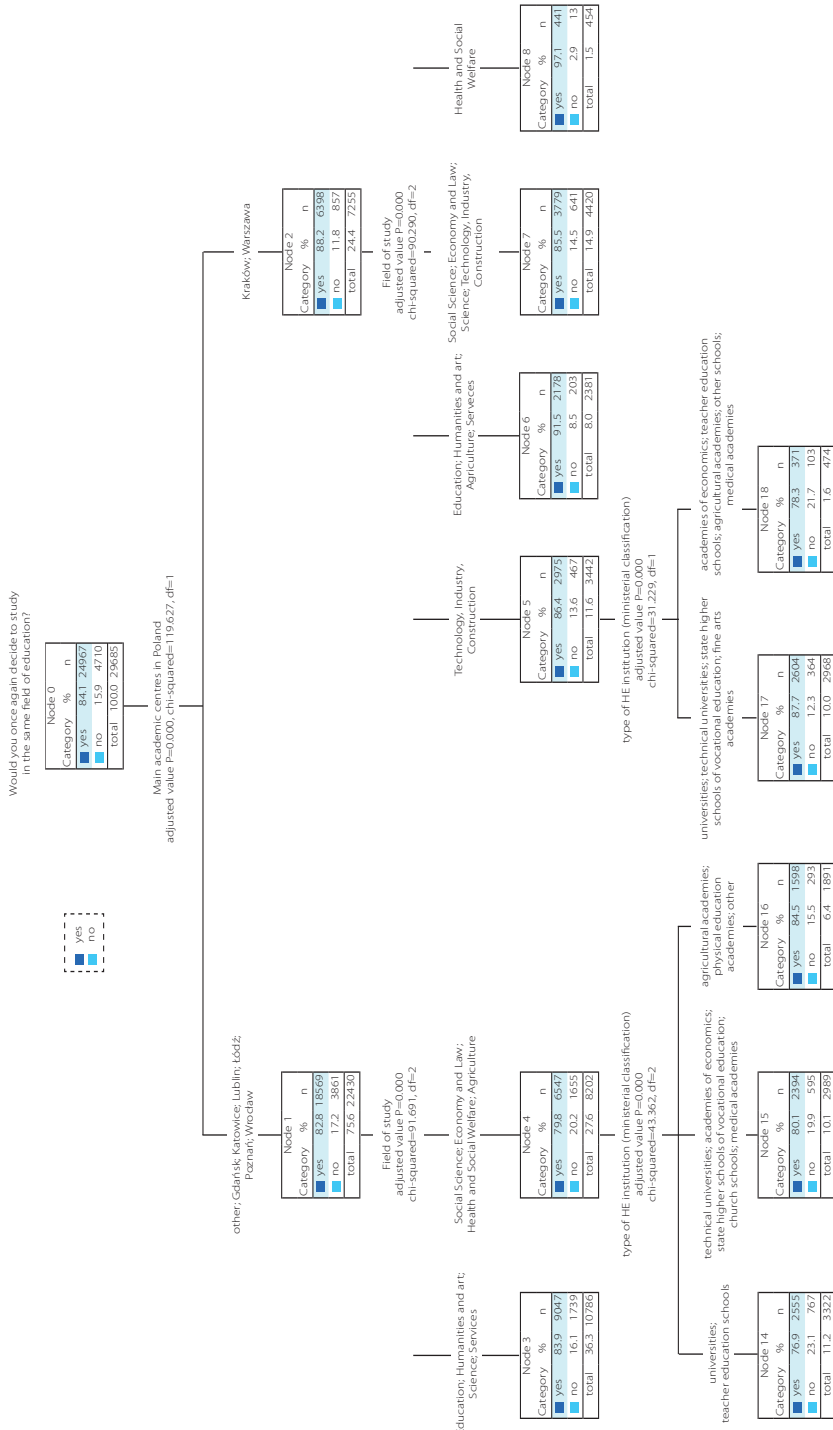 Would you once again decide to study
in the same field of education?
yes
no
Node 0
Category % n
yes 84.1 24967
no 15.9 4710
total 100.0 29685
Main academic centres in Poland
adjusted value P=0.000, chi-squared=119.627, df=1
other; Gdańsk; Katowice; Lublin; Łódź;
Poznań; Wrocław
Node 1
Category % n
yes 82.8 18569
no 17.2 3861
total 75.6 22430
Field of study
adjusted value P=0.000
chi-squared=91.691, df=2
Kraków; Warszawa
Node 2
Category % n
yes 88.2 6398
no 11.8 857
total 24.4 7255
Field of study
adjusted value P=0.000
chi-squared=90.290, df=2
ducation; Humanities and art;
Science; Services
Node 3
Category % n
yes 83.9 9047
no 16.1 1739
total 36.3 10786
Social Science; Economy and Law;
Health and Social Welfare; Agriculture
Node 4
Category % n
yes 79.8 6547
no 20.2 1655
total 27.6 8202
type of HE institution (ministerial classification)
adjusted value P=0.000
chi-squared=43.362, df=2
Technology, Industry,
Construction
Node 5
Category % n
yes 86.4 2975
no 13.6 467
total 11.6 3442
type of HE institution (ministerial classification)
adjusted value P=0.000
chi-squared=31.229, df=1
Education; Humanities and art;
Agriculture; Serveces
Node 6
Category % n
yes 91.5 2178
no 8.5 203
total 8.0 2381
Social Science; Economy and Law;
Science; Technology, Industry,
Construction
Node 7
Category % n
yes 85.5 3779
no 14.5 641
total 14.9 4420
Health and Social
Welfare
Node 8
Category % n
yes 97.1 441
no 2.9 13
total 1.5 454
universities;
teacher education schools
Node 14
Category % n
yes 76.9 2555
no 23.1 767
total 11.2 3322
technical universities; academies of economics;
state higher schools of vocational education;
church schools; medical academies
Node 15
Category % n
yes 80.1 2394
no 19.9 595
total 10.1 2989
agricultural academies;
physical education
academies; other
Node 16
Category % n
yes 84.5 1598
no 15.5 293
total 6.4 1891
universities; technical universities; state higher
schools of vocational education; fine arts
academies
Node 17
Category % n
yes 87.7 2604
no 12.3 364
total 10.0 2968
academies of economics; teacher education
schools; agricultural academies; other schools;
medical academies
Node 18
Category % n
yes 78.3 371
no 21.7 103
total 1.6 474